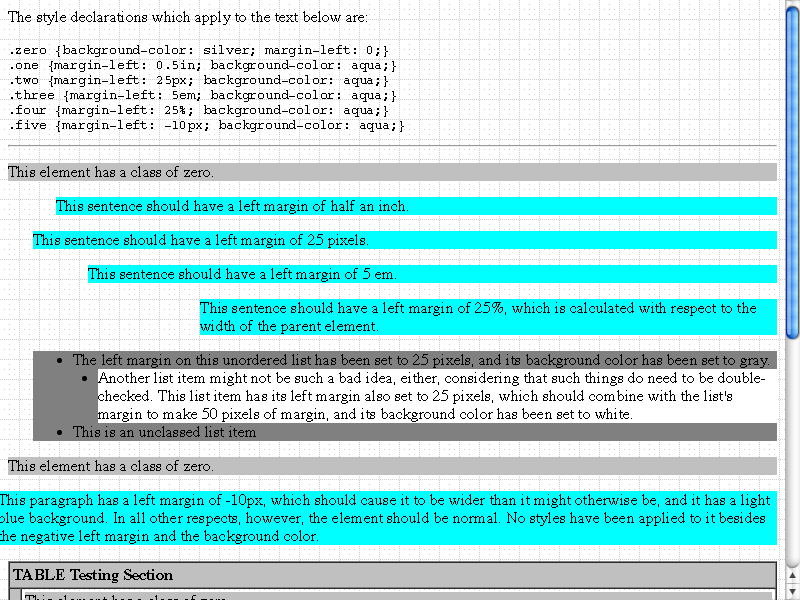 The style declarations which apply to the text below are:
.zero {background-color: silver; margin-left: 0;}
.one {margin-left: 0.5in; background-color: aqua;}
.two {margin-left: 25px; background-color: aqua;}
.three {margin-left: 5em; background-color: aqua;}
.four {margin-left: 25%; background-color: aqua;}
.five {margin-left: -10px; background-color: aqua;}
This element has a class of zero.
This sentence should have a left margin of half an inch.
This sentence should have a left margin of 25 pixels.
This sentence should have a left margin of 5 em.
This sentence should have a left margin of 25%, which is calculated with respect to the
width of the parent element.
The left margin on this unordered list has been set to 25 pixels, and its background color has been set to gray.
Another list item might not be such a bad idea, either, considering that such things do need to be double-
checked. This list item has its left margin also set to 25 pixels, which should combine with the list's
margin to make 50 pixels of margin, and its background color has been set to white.
This is an unclassed list item
This element has a class of zero.
This paragraph has a left margin of -10px, which should cause it to be wider than it might otherwise be, and it has a light
blue background. In all other respects, however, the element should be normal. No styles have been applied to it besides
the negative left margin and the background color.
TABLE Testing Section
This element has a class of zero.